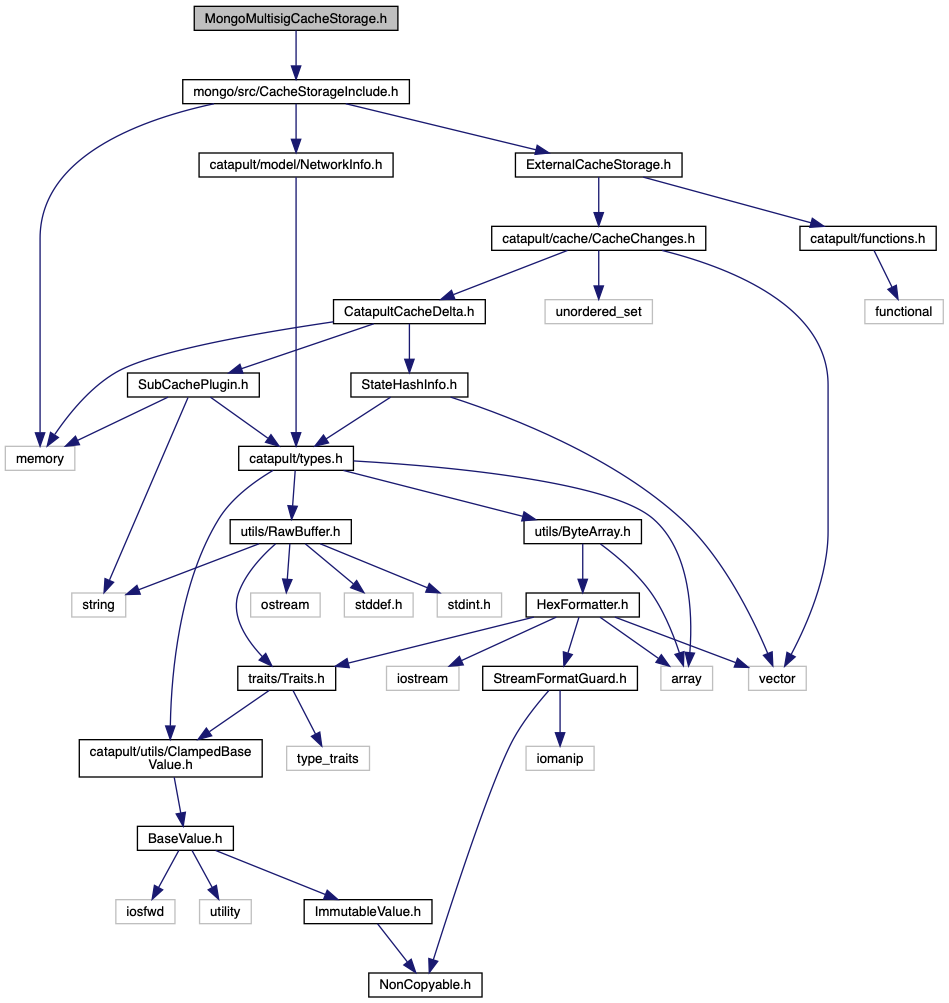 MongoMultisigCacheStorage.h
mongo/src/CacheStorageInclude.h
catapult/model/NetworkInfo.h
ExternalCacheStorage.h
catapult/cache/CacheChanges.h
catapult/functions.h
CatapultCacheDelta.h
unordered_set
functional
SubCachePlugin.h
StateHashInfo.h
memory
catapult/types.h
utils/RawBuffer.h
utils/ByteArray.h
string
ostream
stddef.h
stdint.h
HexFormatter.h
traits/Traits.h
iostream
StreamFormatGuard.h
array
vector
catapult/utils/ClampedBase
Value.h
type_traits
iomanip
BaseValue.h
iosfwd
utility
ImmutableValue.h
NonCopyable.h